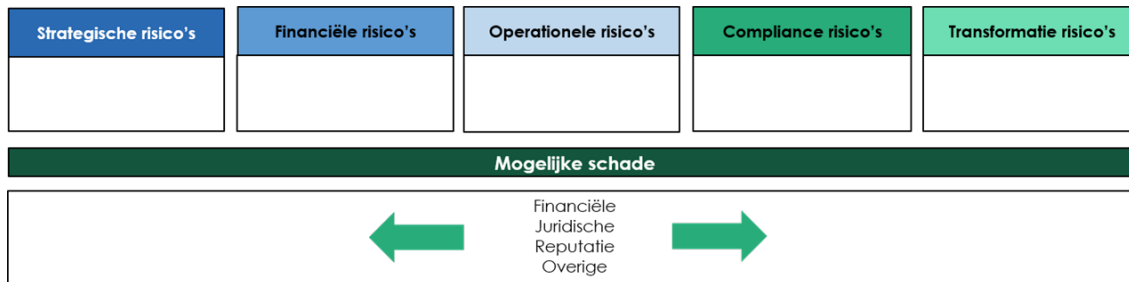 Strategische risico's
Financiële risico's
Operationele risico's
Compliance risico's
Transformatie risico's
Mogelijke schade
Financiële
Juridische
Reputatie
Overige